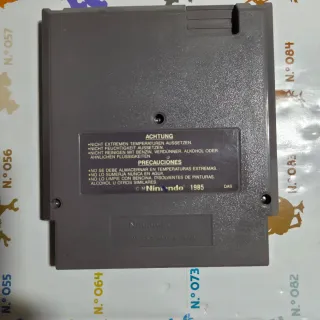 ACHTUNG
•NICHT EXTREMEN TEMPERATUREN AUSSETZEN.
•NICHT FEUCHTIGKEIT AUSSETZEN.
•NICHT REINIGEN MIT BENZIN, VERDÜNNER, ALKOHOL ODER
ÄHNLICHEN FLÜSSIGKEITEN.
PRECAUCIONES
•NO SE DEBE ALMACENAR EN TEMPERATURAS EXTREMAS.
•NO LO SUMERJA NUNCA EN AGUA.
•NO LO LIMPIE CON BENCINA, DISOLVENTES DE PINTURAS,
ALCOHOL U OTROS SIMILARES.
Nintendo 1985
N.º 057
N.º 056
N.º 055
N.º 064
N.º 073
N.º 082
N.º 084